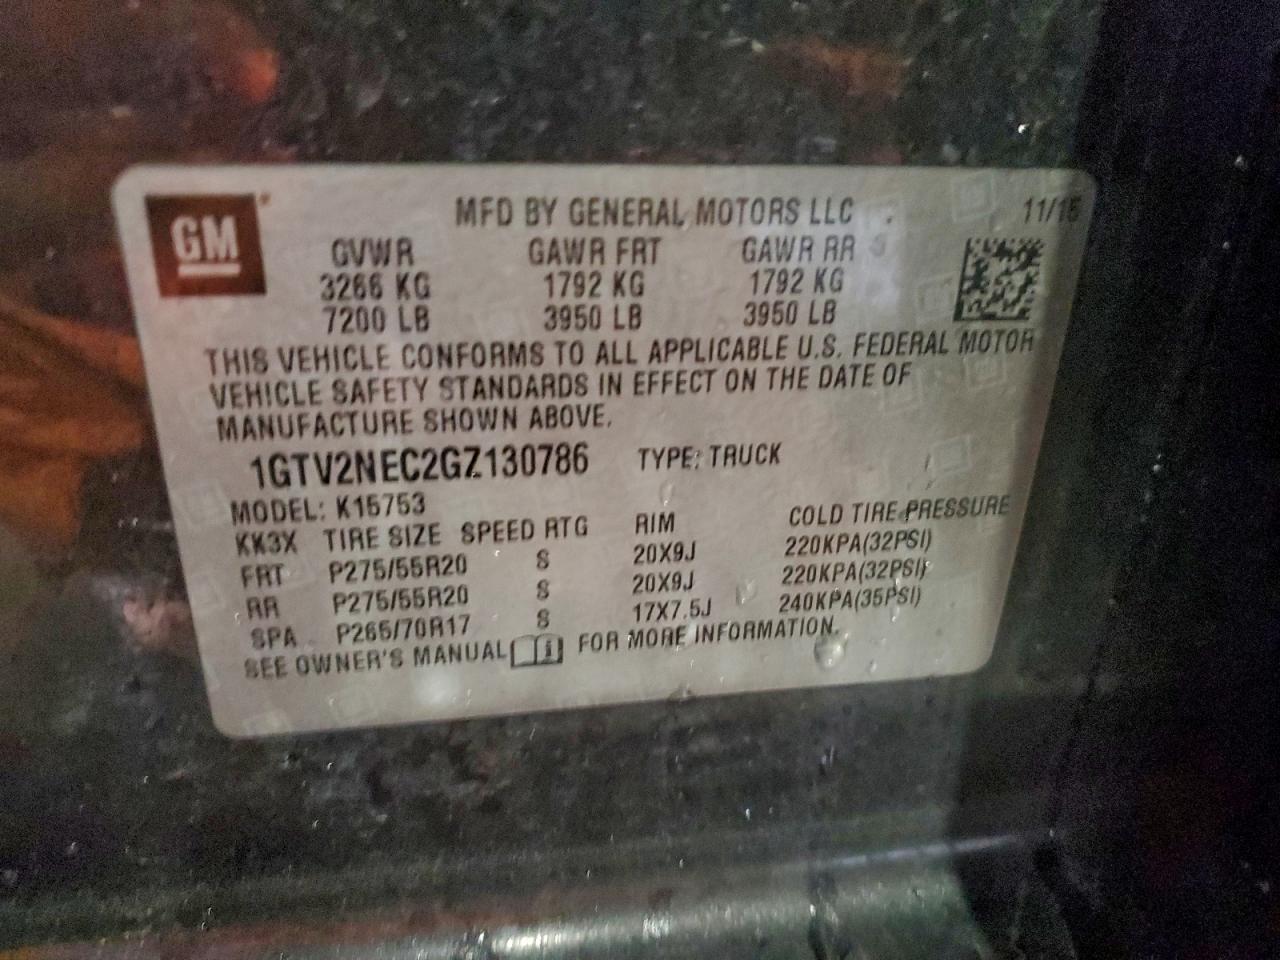 GM
MFD BY GENERAL MOTORS LLC 11/15
GVWR GAWR FRT GAWR RR
3266 KG 1792 KG 1792 KG
7200 LB 3950 LB 3950 LB
THIS VEHICLE CONFORMS TO ALL APPLICABLE U.S. FEDERAL MOTOR
VEHICLE SAFETY STANDARDS IN EFFECT ON THE DATE OF
MANUFACTURE SHOWN ABOVE.
1GTV2NEC2GZ130786 TYPE: TRUCK
MODEL: K15753
KK3X TIRE SIZE SPEED RTG RIM COLD TIRE PRESSURE
FRT P275/55R20 S 20X9J 220KPA(32PSI)
RR P275/55R20 S 20X9J 220KPA(32PSI)
SPA P265/70R17 S 17X7.5J 240KPA(35PSI)
SEE OWNER'S MANUAL FOR MORE INFORMATION.